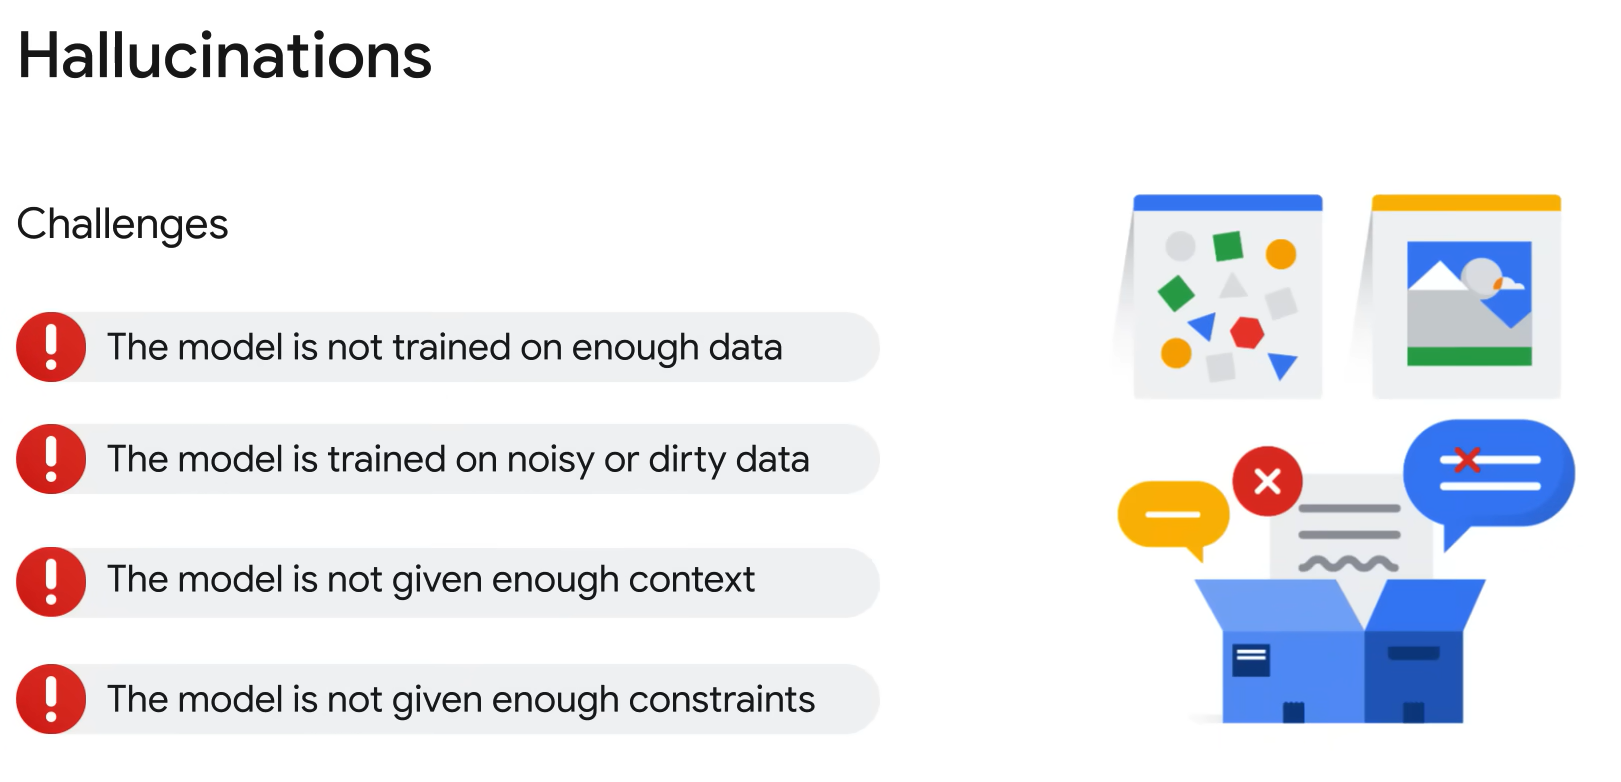 Hallucinations
Challenges
The model is not trained on enough data
The model is trained on noisy or dirty data
The model is not given enough context
The model is not given enough constraints